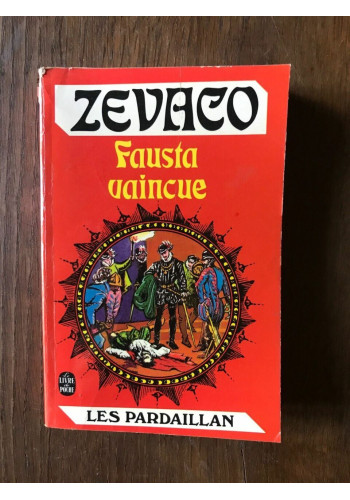 ZEVACO
Fausta
vaincue
Le
LIVRE
DE
POCHE
LES PARDAILLAN